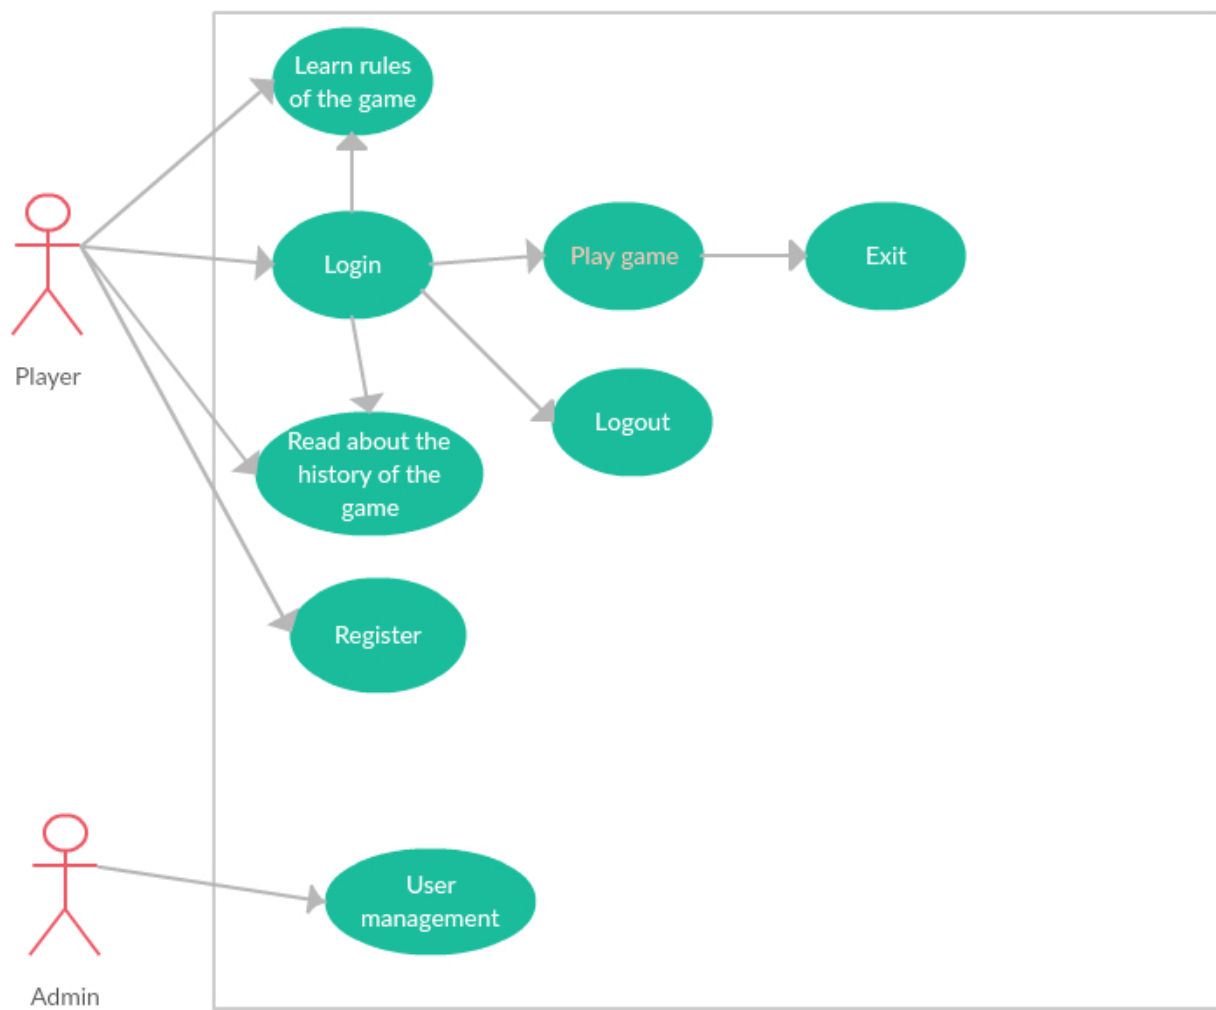 Learn rules
of the game
Login
Play game
Exit
Player
Logout
Read about the
history of the
game
Register
User
management
Admin